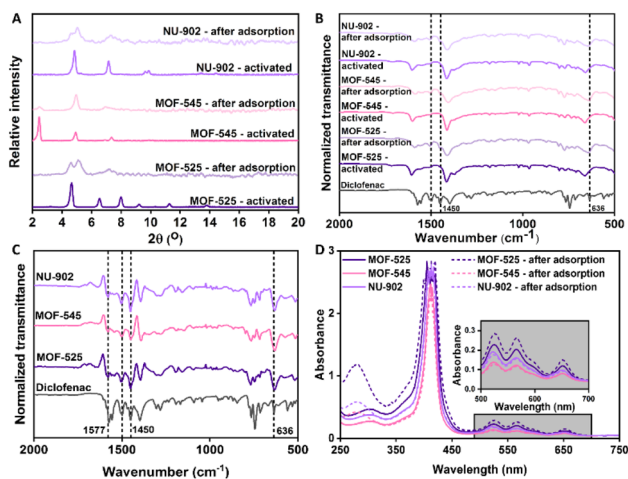 A
Relative intensity
NU-902 - after adsorption
NU-902 - activated
MOF-545 - after adsorption
MOF-545 - activated
MOF-525 - after adsorption
MOF-525 - activated
2 4 6 8 10 12 14 16 18 20
2θ (O)
B
Normalized transmittance
NU-902 -
after adsorption
NU-902 -
activated
MOF-545 -
after adsorption
MOF-545 -
activated
MOF-525 -
after adsorption
MOF-525 -
activated
Diclofenac
1450 636
2000 1500 1000 500
Wavenumber (cm-1)
C
Normalized transmittance
NU-902
MOF-545
MOF-525
Diclofenac
1577 1450 636
2000 1500 1000 500
Wavenumber (cm-1)
D
Absorbance
MOF-525 MOF-525 - after adsorption
MOF-545 MOF-545 - after adsorption
NU-902 NU-902 - after adsorption
3
2
1
0
Absorbance
0.3
0.2
0.1
0.0
500 600 700
Wavelength (nm)
250 350 450 550 650 750
Wavelength (nm)